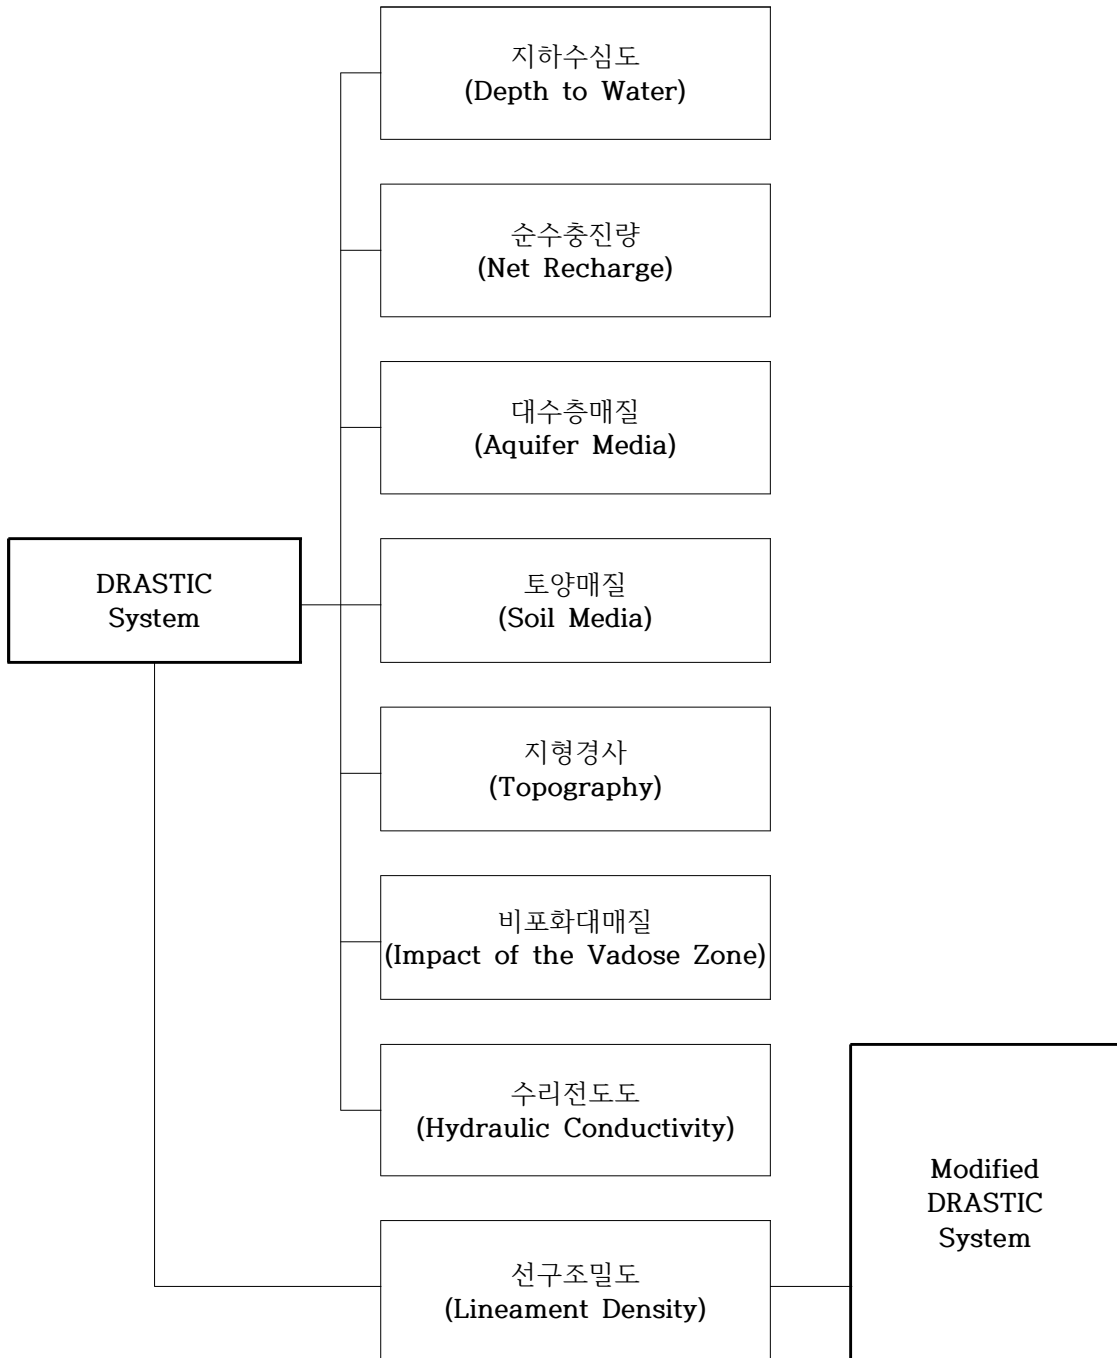 지하수심도
(Depth to Water)
순수충진량
(Net Recharge)
대수층매질
(Aquifer Media)
DRASTIC
System
토양매질
(Soil Media)
지형경사
(Topography)
비포화대매질
(Impact of the Vadose Zone)
수리전도도
(Hydraulic Conductivity)
Modified
DRASTIC
System
선구조밀도
(Lineament Density)